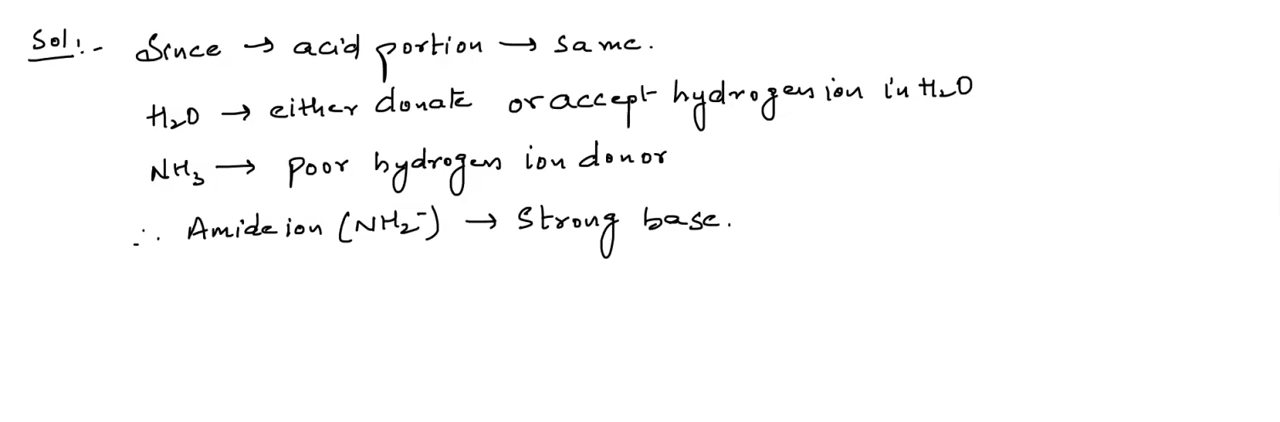 Sol:- Since → acid portion → same.
H₂O → either donate or accept hydrogen ion in H₂O
NH₃ → poor hydrogen ion donor
∴ Amide ion (NH₂⁻) → Strong base.